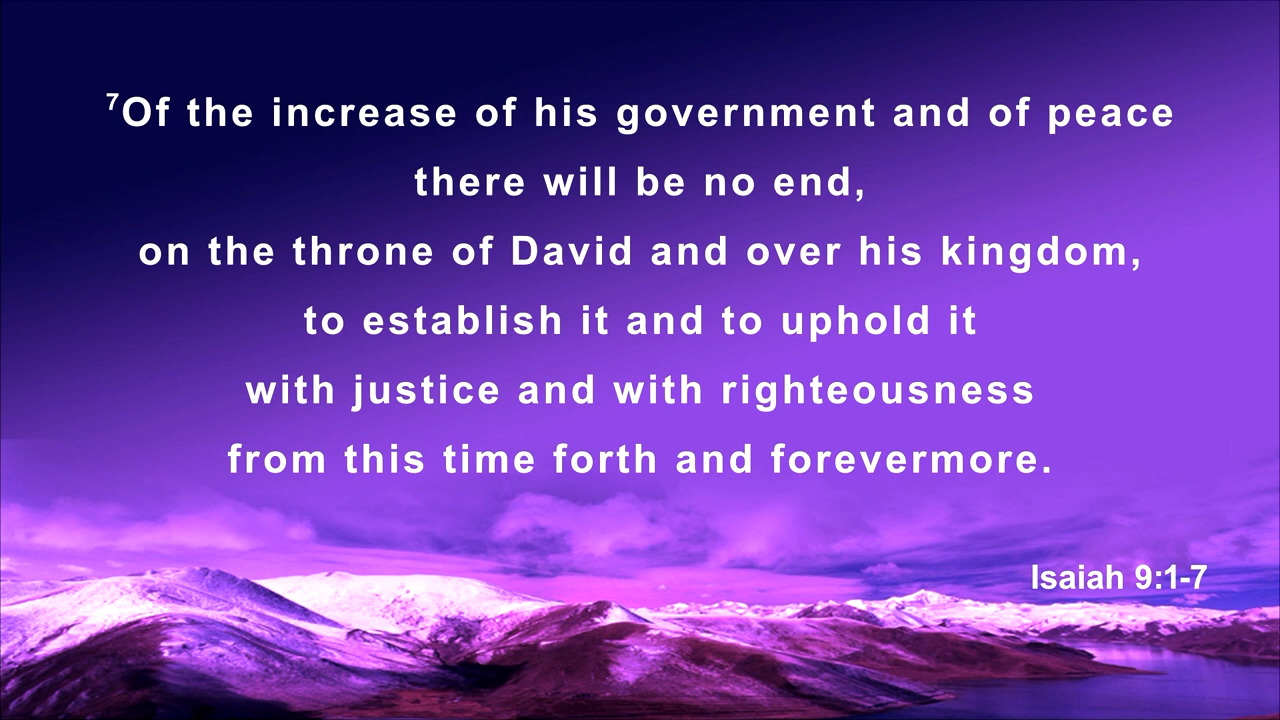 ⁷Of the increase of his government and of peace
there will be no end,
on the throne of David and over his kingdom,
to establish it and to uphold it
with justice and with righteousness
from this time forth and forevermore.
Isaiah 9:1-7